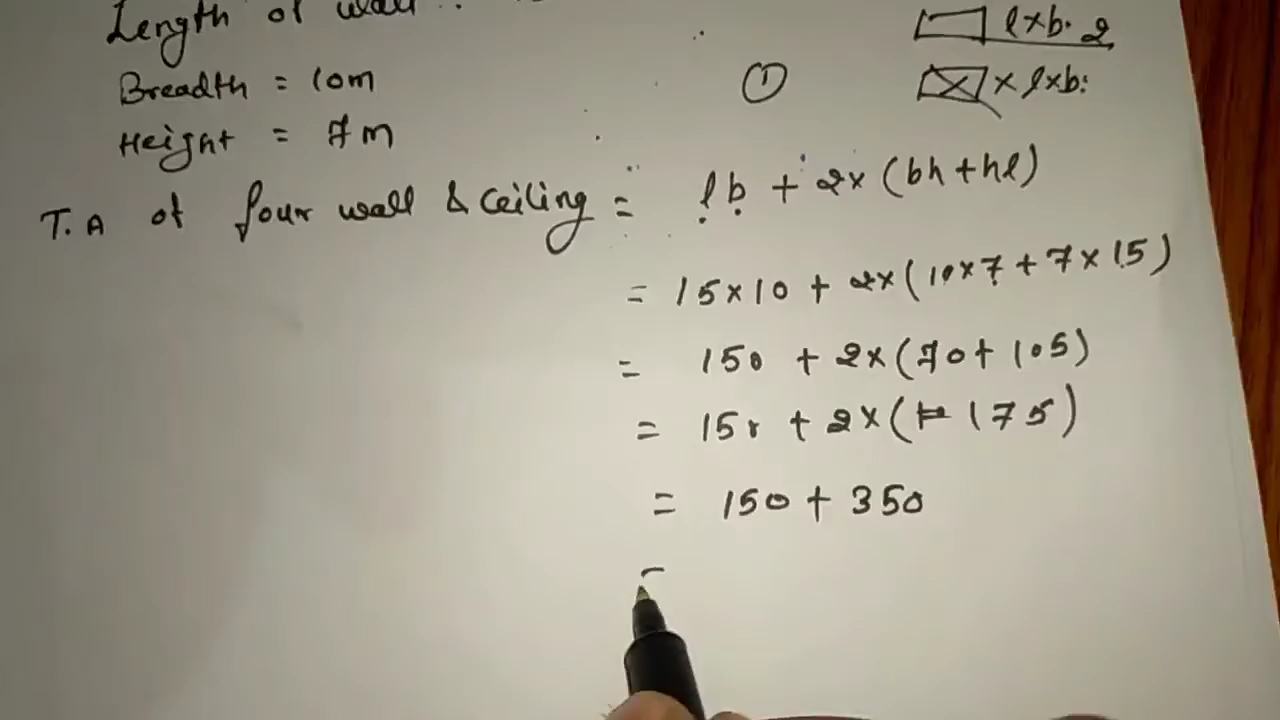 Length of wall :
l×b·2
Breadth = 10m
①
× l×b:
Height = 7m
T.A of four wall & ceiling = lb + 2×(bh+hl)
= 15×10 + 2×(10×7 + 7×15)
= 150 + 2×(70+105)
= 150 + 2×(175)
= 150 + 350